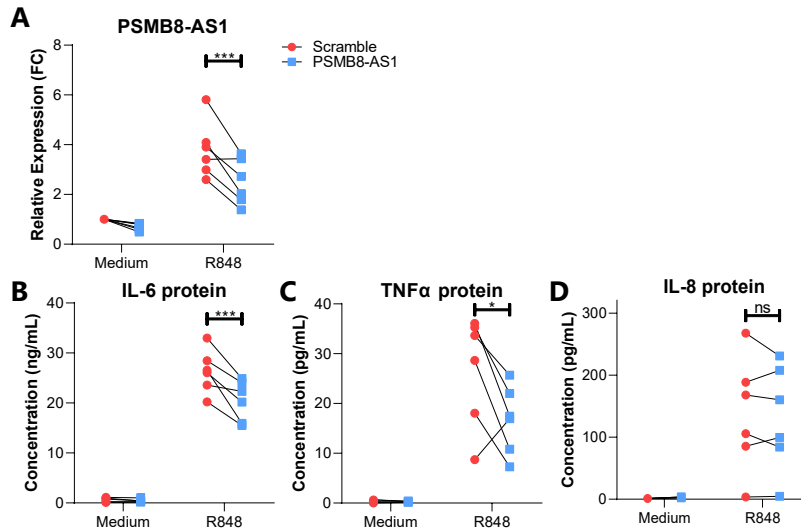 A
PSMB8-AS1
Relative Expression (FC)
8
6
4
2
0
***
Medium
R848
Scramble
PSMB8-AS1
B
IL-6 protein
Concentration (ng/mL)
40
30
20
10
0
***
Medium
R848
C
TNFα protein
Concentration (pg/mL)
40
30
20
10
0
*
Medium
R848
D
IL-8 protein
Concentration (pg/mL)
300
200
100
0
ns
Medium
R848